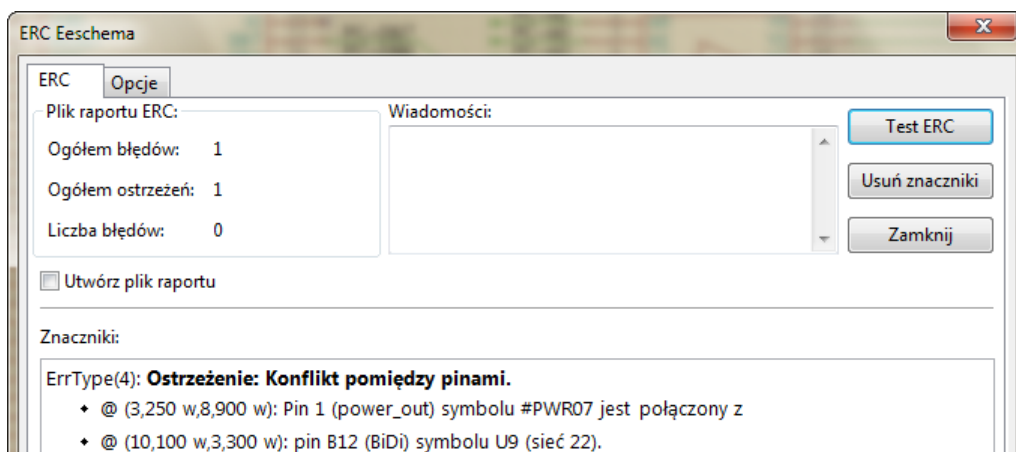 ERC Eeschema
ERC Opcje
Plik raportu ERC:
Ogółem błędów: 1
Ogółem ostrzeżeń: 1
Liczba błędów: 0
Wiadomości:
Test ERC
Usuń znaczniki
Zamknij
Utwórz plik raportu
Znaczniki:
ErrType(4): Ostrzeżenie: Konflikt pomiędzy pinami.
@ (3,250 w,8,900 w): Pin 1 (power_out) symbolu #PWR07 jest połączony z
@ (10,100 w,3,300 w): pin B12 (BiDi) symbolu U9 (sieć 22).